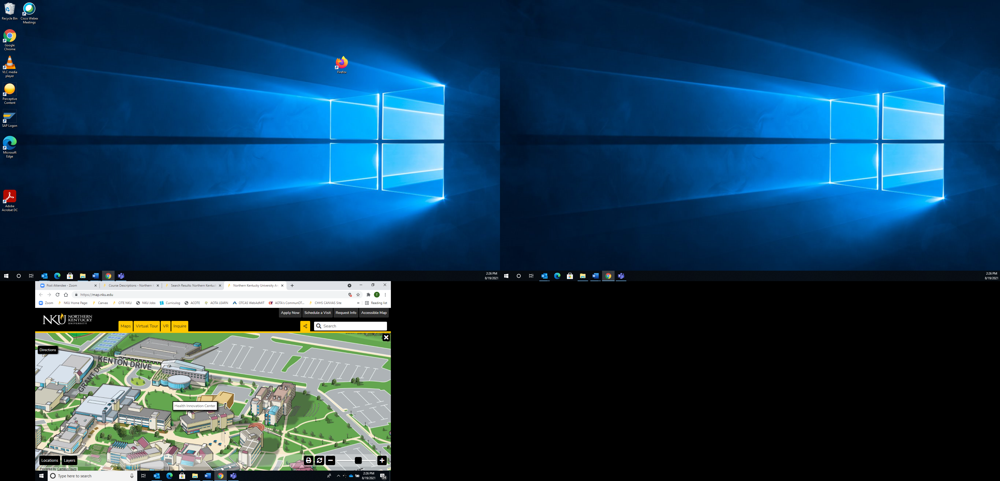 Recycle Bin
Cisco Webex
Meetings
Google
Chrome
VLC media
player
Perceptive
Content
SAP Logon
Microsoft
Edge
Adobe
Acrobat DC
Firefox
2:26 PM
8/19/2021
2:26 PM
8/19/2021
Post Attendee - Zoom
Course Descriptions - Northern
Search Results: Northern Kentuc
Northern Kentucky University An
https://map.nku.edu
T
Zoom
NKU Home Page:
Canvas
CITE NKU
NKU Jobs
Curriculog
ACOTE
AOTA LEARN
OTCAS WebAdMIT
AOTA's CommunOT...
CHHS CANVAS Site
»
Reading list
Apply Now
Schedule a Visit
Request Info
Accessible Map
NKU NORTHERN
KENTUCKY
UNIVERSITY
Maps
Virtual Tour
VR
Inquire
Search
Directions
KENTON DRIVE
GRANT DR
Health Innovation Center
Locations
Layers
Powered by CampusTours
Type here to search
2:26 PM
8/19/2021
24